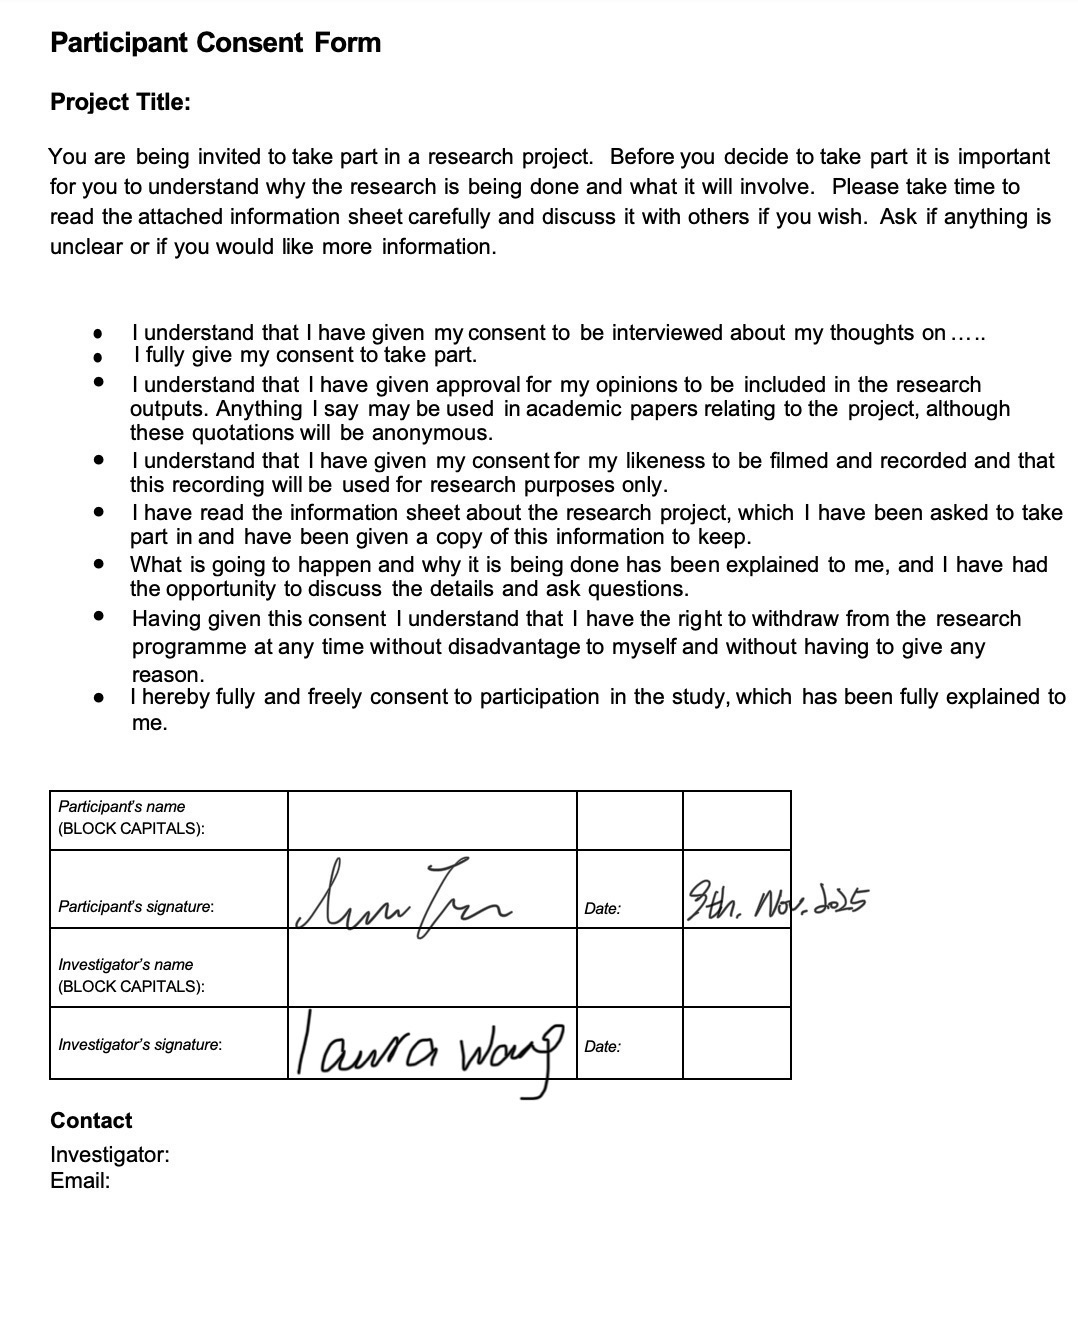 Participant Consent Form
Project Title:
You are being invited to take part in a research project. Before you decide to take part it is important
for you to understand why the research is being done and what it will involve. Please take time to
read the attached information sheet carefully and discuss it with others if you wish. Ask if anything is
unclear or if you would like more information.
• I understand that I have given my consent to be interviewed about my thoughts on .....
• I fully give my consent to take part.
• I understand that I have given approval for my opinions to be included in the research
outputs. Anything I say may be used in academic papers relating to the project, although
these quotations will be anonymous.
• I understand that I have given my consent for my likeness to be filmed and recorded and that
this recording will be used for research purposes only.
• I have read the information sheet about the research project, which I have been asked to take
part in and have been given a copy of this information to keep.
• What is going to happen and why it is being done has been explained to me, and I have had
the opportunity to discuss the details and ask questions.
• Having given this consent I understand that I have the right to withdraw from the research
programme at any time without disadvantage to myself and without having to give any
reason.
• I hereby fully and freely consent to participation in the study, which has been fully explained to
me.
Participant's name
(BLOCK CAPITALS):
Participant's signature: Date: Nov. 2025
Investigator's name
(BLOCK CAPITALS):
Investigator's signature: Laura Wang Date:
Contact
Investigator:
Email: